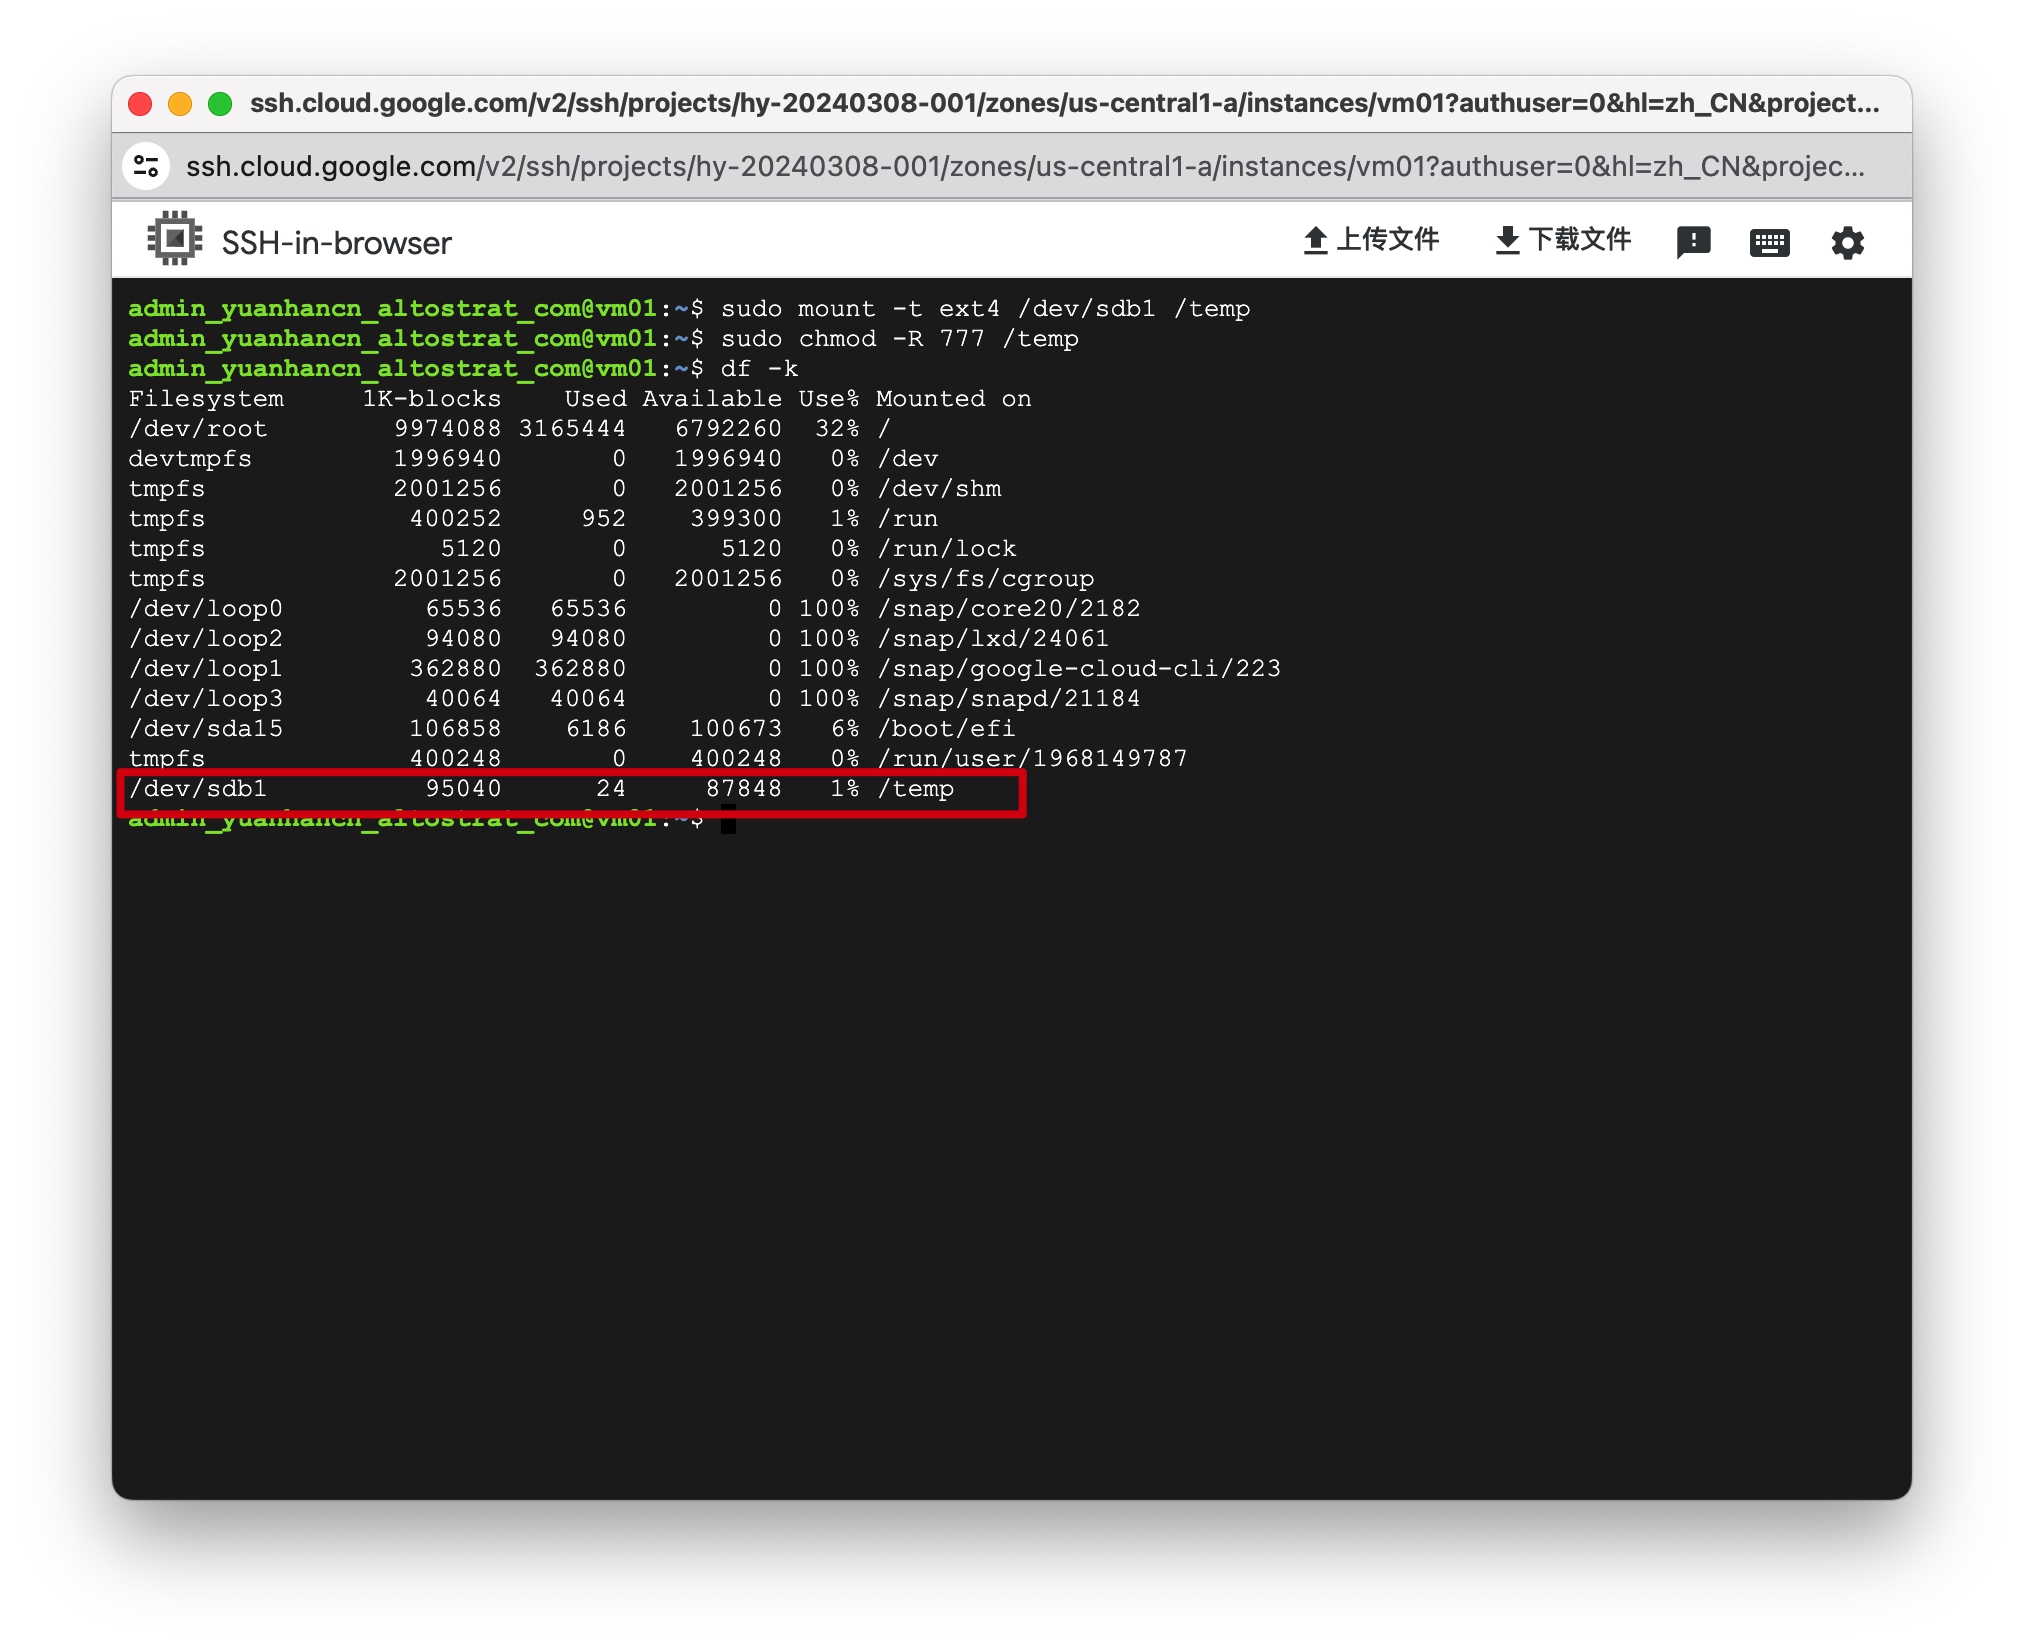 ssh.cloud.google.com/v2/ssh/projects/hy-20240308-001/zones/us-central1-a/instances/vm01?authuser=0&hl=zh_CN&project...
ssh.cloud.google.com/v2/ssh/projects/hy-20240308-001/zones/us-central1-a/instances/vm01?authuser=0&hl=zh_CN&projec...
SSH-in-browser 上传文件 下载文件
admin_yuanhancn_altostrat_com@vm01:~$ sudo mount -t ext4 /dev/sdb1 /temp
admin_yuanhancn_altostrat_com@vm01:~$ sudo chmod -R 777 /temp
admin_yuanhancn_altostrat_com@vm01:~$ df -k
Filesystem     1K-blocks    Used Available Use% Mounted on
/dev/root        9974088 3165444   6792260  32% /
devtmpfs         1996940       0   1996940   0% /dev
tmpfs            2001256       0   2001256   0% /dev/shm
tmpfs             400252     952    399300   1% /run
tmpfs               5120       0      5120   0% /run/lock
tmpfs            2001256       0   2001256   0% /sys/fs/cgroup
/dev/loop0         65536   65536         0 100% /snap/core20/2182
/dev/loop2         94080   94080         0 100% /snap/lxd/24061
/dev/loop1        362880  362880         0 100% /snap/google-cloud-cli/223
/dev/loop3         40064   40064         0 100% /snap/snapd/21184
/dev/sda15        106858    6186    100673   6% /boot/efi
tmpfs             400248       0    400248   0% /run/user/1968149787
/dev/sdb1          95040      24     87848   1% /temp
admin_yuanhancn_altostrat_com@vm01:~$